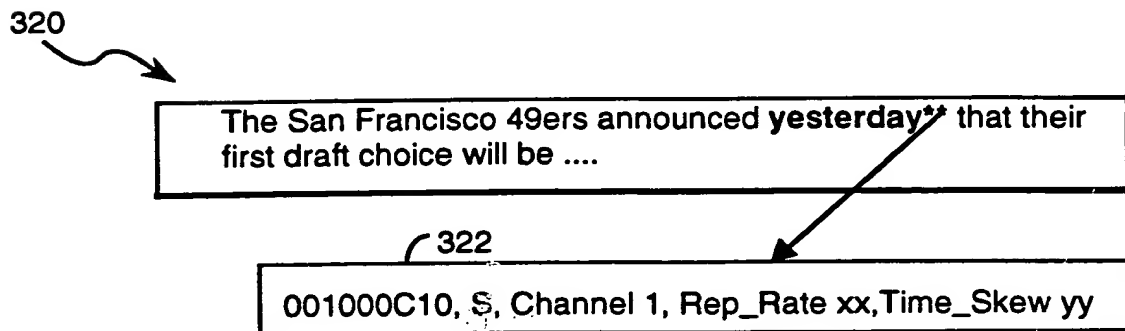 320
The San Francisco 49ers announced yesterday** that their
first draft choice will be ....
322
001000C10, S, Channel 1, Rep_Rate xx,Time_Skew yy